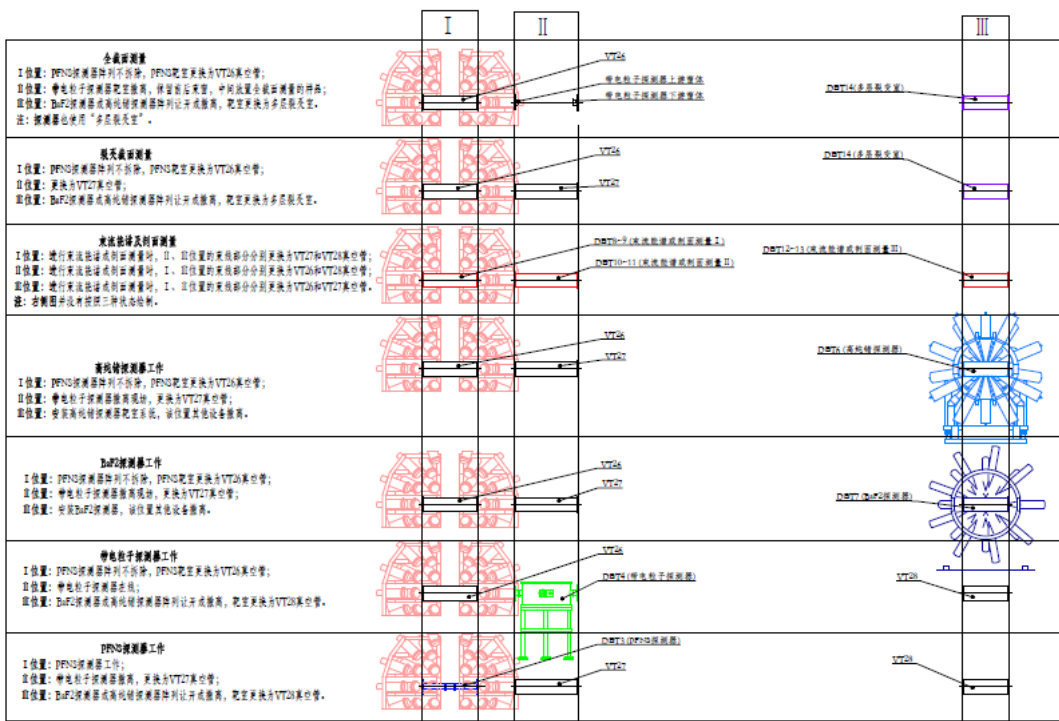 I
II
III
全截面测量
I 位置：PFNS探测器阵列不拆除，PFNS靶室更换为VT26真空管；
II位置：带电粒子探测器靶室撤离，保留前后束窗，中间放置全截面测量的样品；
III位置：BaF2探测器或高纯锗探测器阵列让开或撤离，靶室更换为多层裂变室。
注：探测器也使用“多层裂变室”。
VT26
带电粒子探测器上游窗体
带电粒子探测器下游窗体
DBT14(多层裂变室)
裂变截面测量
I 位置：PFNS探测器阵列不拆除，PFNS靶室更换为VT26真空管；
II位置：更换为VT27真空管；
III位置：BaF2探测器或高纯锗探测器阵列让开或撤离，靶室更换为多层裂变室。
VT26
VT27
DBT14 (多层裂变室)
束流能谱及剖面测量
I 位置：进行束流能谱或剖面测量时，II、III位置的束线部分分别更换为VT27和VT28真空管；
II位置：进行束流能谱或剖面测量时，I、III位置的束线部分分别更换为VT26和VT28真空管；
III位置：进行束流能谱或剖面测量时，I、II位置的束线部分分别更换为VT26和VT27真空管。
注：右侧图并没有按照三种状态绘制。
DBT8-9 (束流能谱或剖面测量 I )
DBT10-11 (束流能谱或剖面测量 II )
DBT12-13 (束流能谱或剖面测量III)
高纯锗探测器工作
I 位置：PFNS探测器阵列不拆除，PFNS靶室更换为VT26真空管；
II位置：带电粒子探测器撤离现场，更换为VT27真空管；
III位置：安装高纯锗探测器靶室系统，该位置其他设备撤离。
VT26
VT27
DBT6 (高纯锗探测器)
BaF2探测器工作
I 位置：PFNS探测器阵列不拆除，PFNS靶室更换为VT26真空管；
II位置：带电粒子探测器撤离现场，更换为VT27真空管；
III位置：安装BaF2探测器，该位置其他设备撤离。
VT26
VT27
DBT7 (BaF2探测器)
带电粒子探测器工作
I 位置：PFNS探测器阵列不拆除，PFNS靶室更换为VT26真空管；
II位置：带电粒子探测器在线；
III位置：BaF2探测器或高纯锗探测器阵列让开或撤离，靶室更换为VT28真空管。
VT26
DBT4 (带电粒子探测器)
VT28
PFNS探测器工作
I 位置：PFNS探测器工作；
II位置：带电粒子探测器撤离，更换为VT27真空管；
III位置：BaF2探测器或高纯锗探测器阵列让开或撤离，靶室更换为VT28真空管。
DBT3 (PFNS探测器)
VT27
VT28